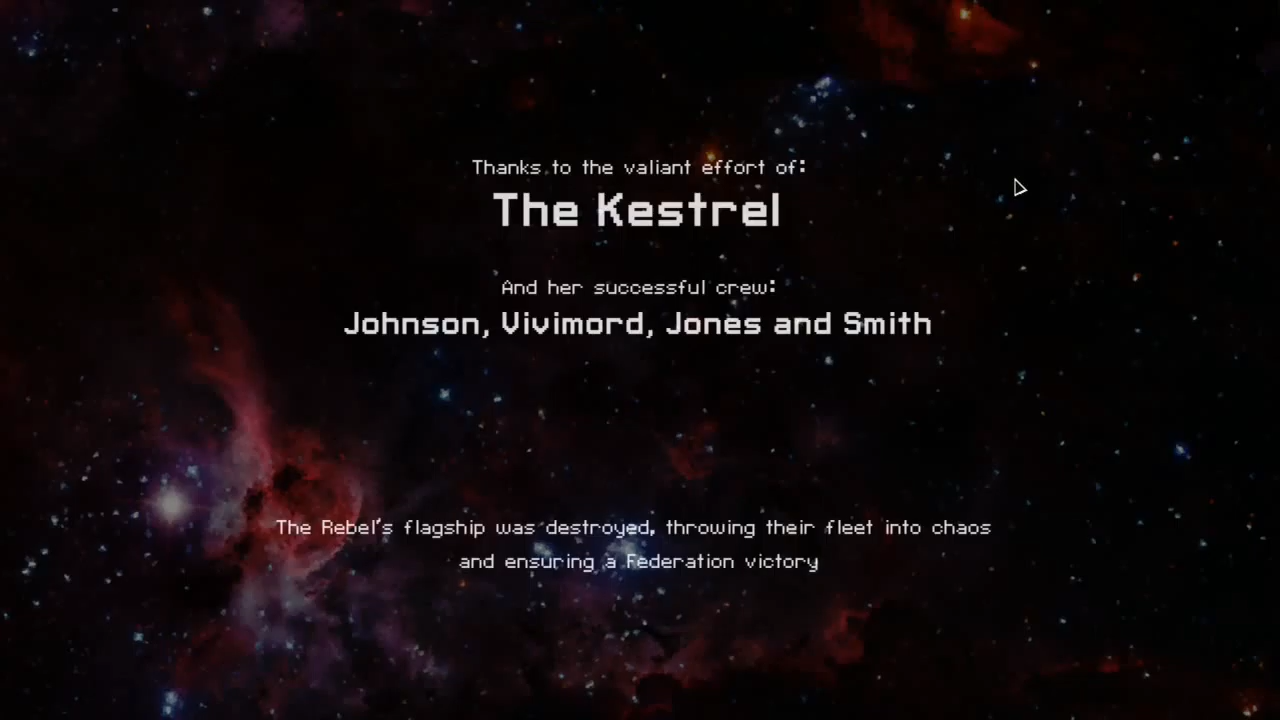 Thanks to the valiant effort of:
The Kestrel
And her successful crew:
Johnson, Vivimord, Jones and Smith
The Rebel's flagship was destroyed, throwing their fleet into chaos
and ensuring a Federation victory